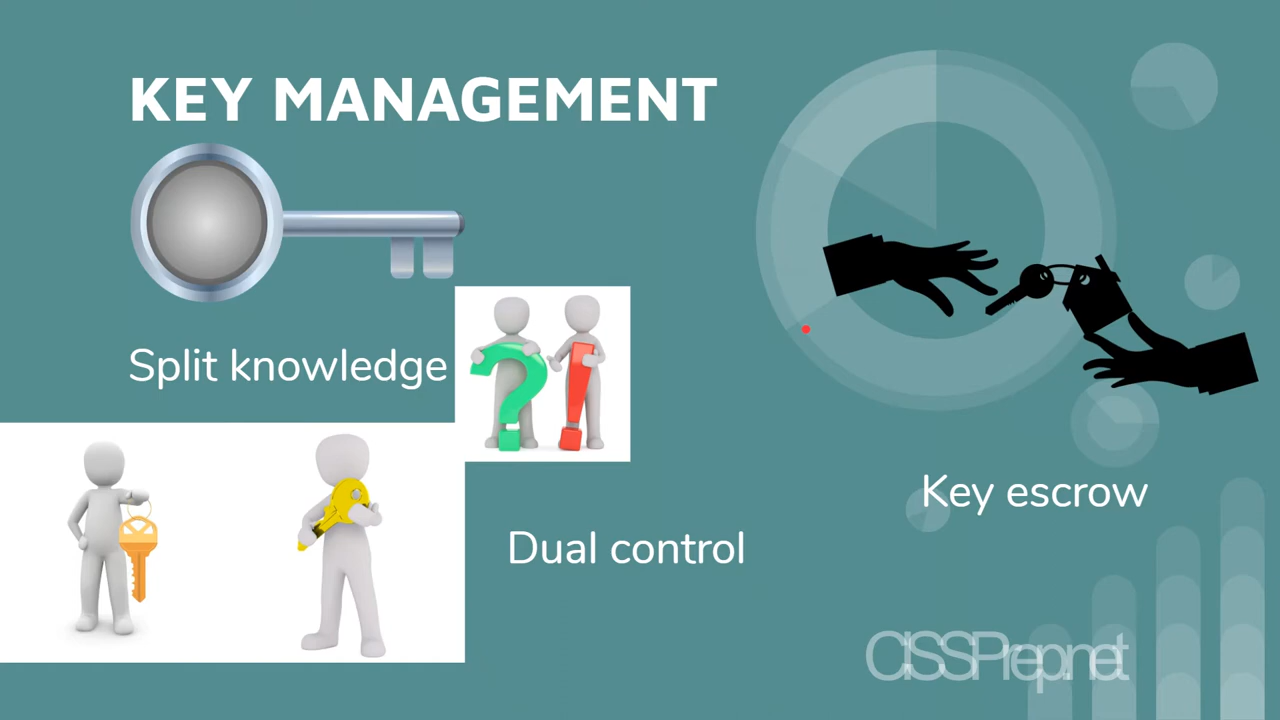 KEY MANAGEMENT
Split knowledge
Dual control
Key escrow
CISSPrep.net